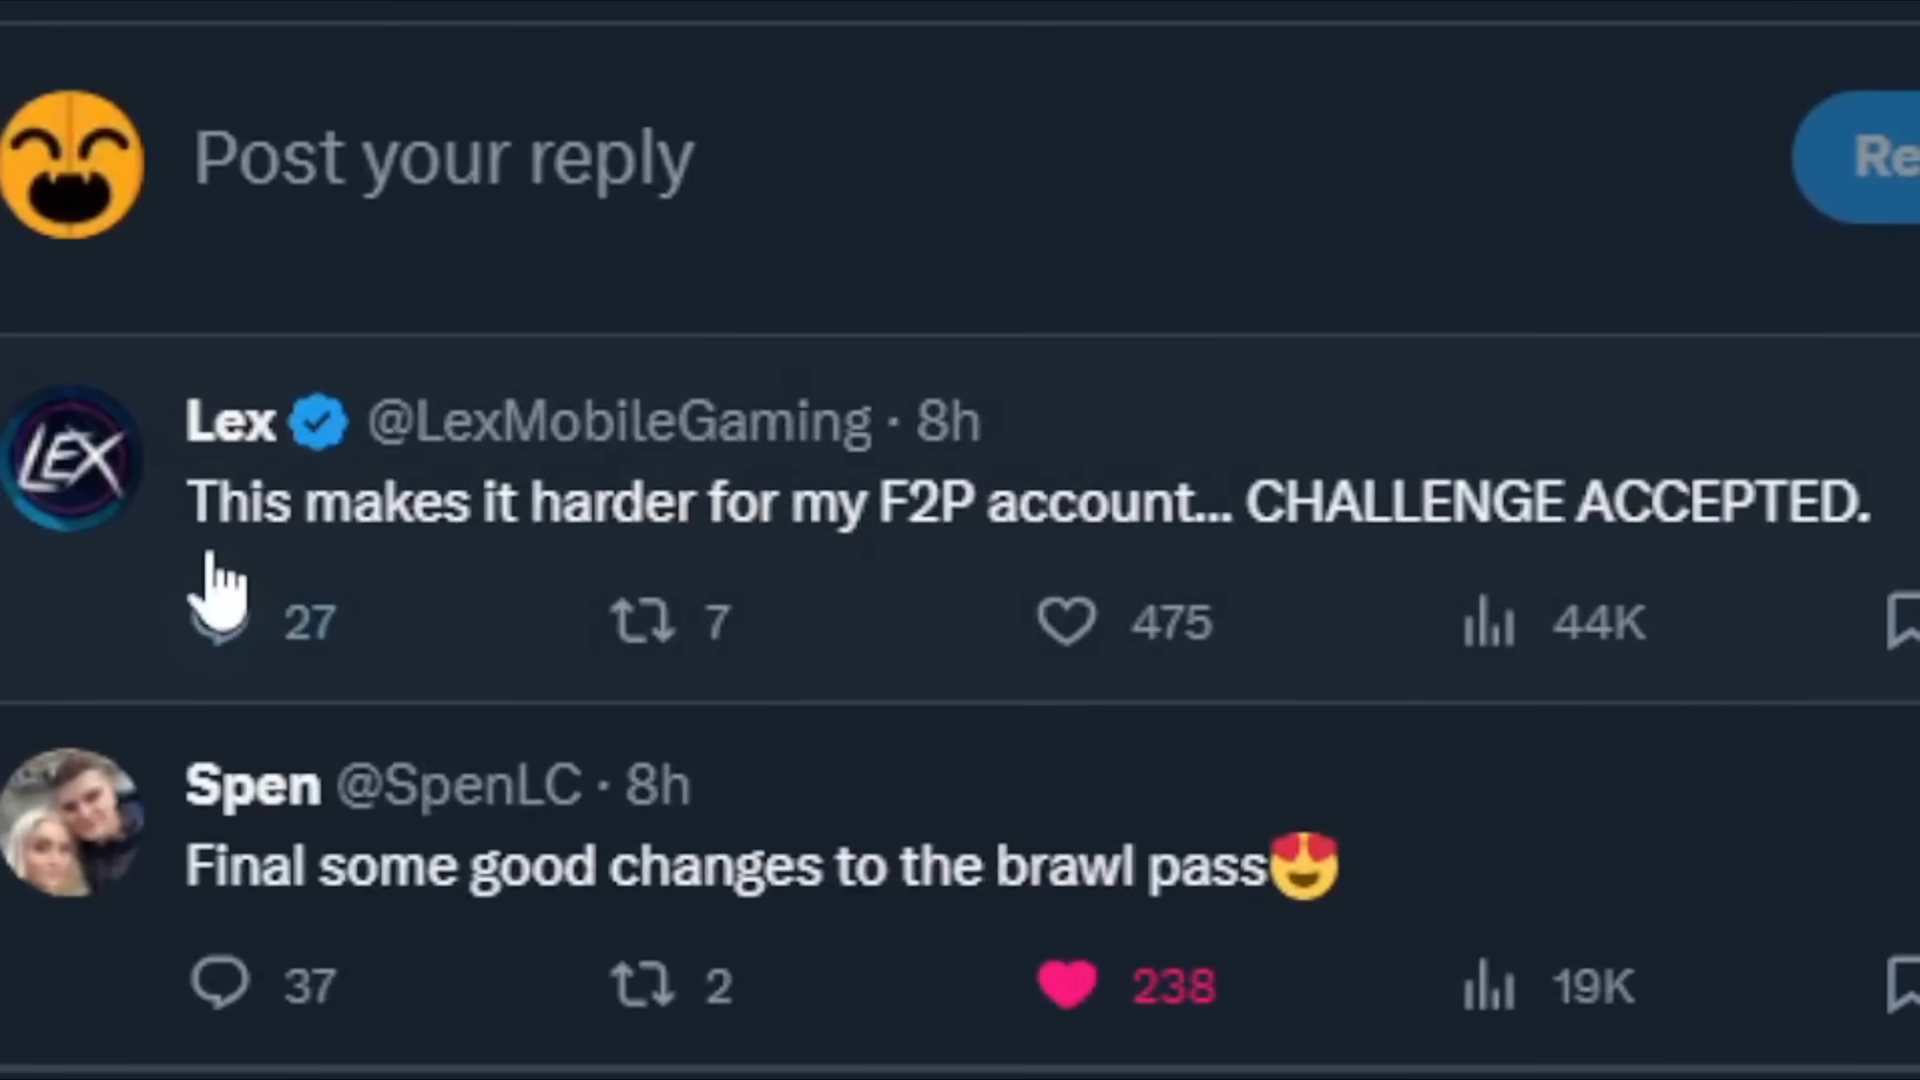 Post your reply
Re
LEX
Lex @LexMobileGaming · 8h
This makes it harder for my F2P account... CHALLENGE ACCEPTED.
27 7 475 44K
Spen @SpenLC · 8h
Final some good changes to the brawl pass😍
37 2 238 19K